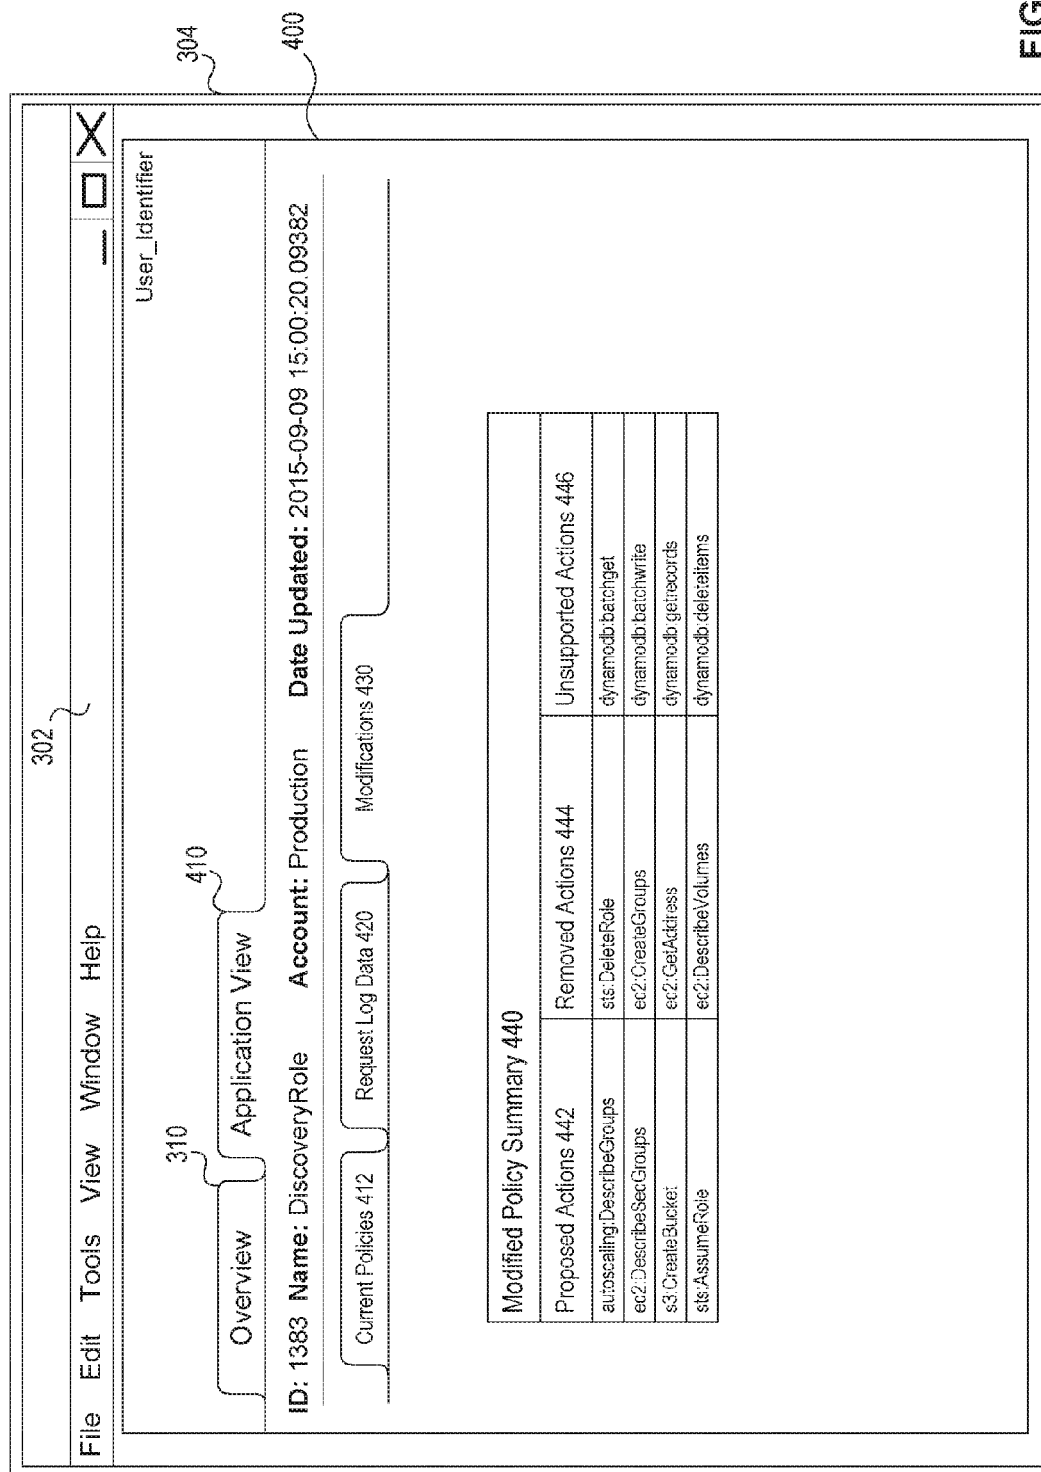 302
304
File Edit Tools View Window Help
User_Identifier
400
310
410
Overview
Application View
ID: 1383 Name: DiscoveryRole Account: Production Date Updated: 2015-09-09 15:00:20.09382
Current Policies 412
Request Log Data 420
Modifications 430
Modified Policy Summary 440
Proposed Actions 442 Removed Actions 444 Unsupported Actions 446
autoscaling:DescribeGroups sts:DeleteRole dynamodb:batchget
ec2:DescribeSecGroups ec2:CreateGroups dynamodb:batchwrite
s3:CreateBucket ec2:GetAddress dynamodb:getrecords
sts:AssumeRole ec2:DescribeVolumes dynamodb:deleteitems
FIG